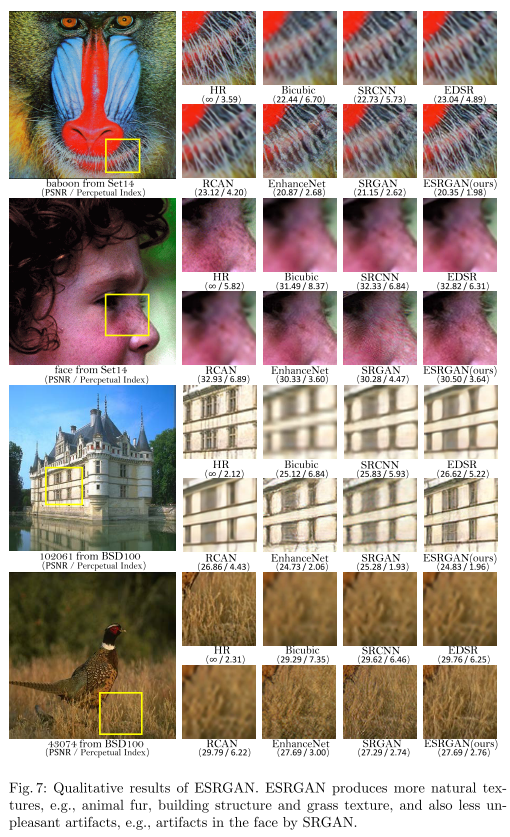 HR
Bicubic
SRCNN
EDSR
(∞ / 3.59)
(22.44 / 6.70)
(22.73 / 5.73)
(23.04 / 4.89)
baboon from Set14
(PSNR / Percpetual Index)
RCAN
EnhanceNet
SRGAN
ESRGAN(ours)
(23.12 / 4.20)
(20.87 / 2.68)
(21.15 / 2.62)
(20.35 / 1.98)
HR
Bicubic
SRCNN
EDSR
(∞ / 5.82)
(31.49 / 8.37)
(32.33 / 6.84)
(32.82 / 6.31)
face from Set14
(PSNR / Percpetual Index)
RCAN
EnhanceNet
SRGAN
ESRGAN(ours)
(32.93 / 6.89)
(30.33 / 3.60)
(30.28 / 4.47)
(30.50 / 3.64)
HR
Bicubic
SRCNN
EDSR
(∞ / 2.12)
(25.12 / 6.84)
(25.83 / 5.93)
(26.62 / 5.22)
102061 from BSD100
(PSNR / Percpetual Index)
RCAN
EnhanceNet
SRGAN
ESRGAN(ours)
(26.86 / 4.43)
(24.73 / 2.06)
(25.28 / 1.93)
(24.83 / 1.96)
HR
Bicubic
SRCNN
EDSR
(∞ / 2.31)
(29.29 / 7.35)
(29.62 / 6.46)
(29.76 / 6.25)
43074 from BSD100
(PSNR / Percpetual Index)
RCAN
EnhanceNet
SRGAN
ESRGAN(ours)
(29.79 / 6.22)
(27.69 / 3.00)
(27.29 / 2.74)
(27.69 / 2.76)
Fig. 7: Qualitative results of ESRGAN. ESRGAN produces more natural tex-
tures, e.g., animal fur, building structure and grass texture, and also less un-
pleasant artifacts, e.g., artifacts in the face by SRGAN.